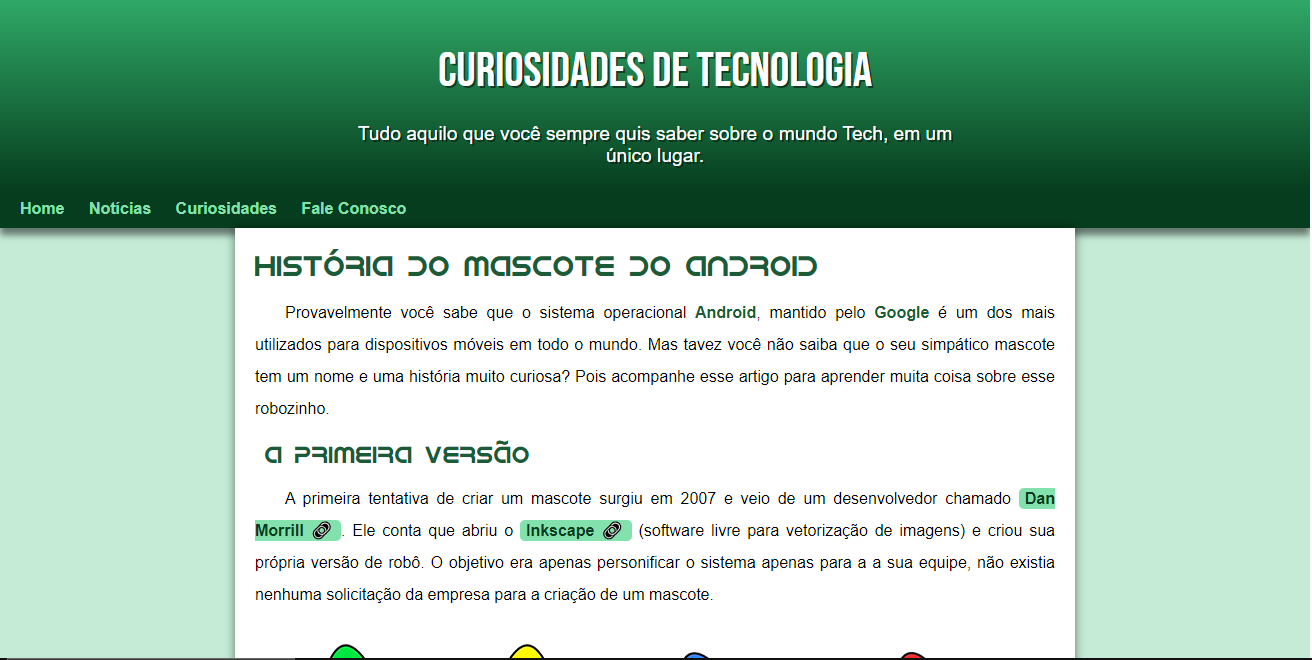 CURIOSIDADES DE TECNOLOGIA
Tudo aquilo que você sempre quis saber sobre o mundo Tech, em um
único lugar.
Home Notícias Curiosidades Fale Conosco
HISTÓRIA DO MASCOTE DO ANDROID
Provavelmente você sabe que o sistema operacional Android, mantido pelo Google é um dos mais
utilizados para dispositivos móveis em todo o mundo. Mas tavez você não saiba que o seu simpático mascote
tem um nome e uma história muito curiosa? Pois acompanhe esse artigo para aprender muita coisa sobre esse
robozinho.
A PRIMEIRA VERSÃO
A primeira tentativa de criar um mascote surgiu em 2007 e veio de um desenvolvedor chamado Dan
Morrill. Ele conta que abriu o Inkscape (software livre para vetorização de imagens) e criou sua
própria versão de robô. O objetivo era apenas personificar o sistema apenas para a a sua equipe, não existia
nenhuma solicitação da empresa para a criação de um mascote.